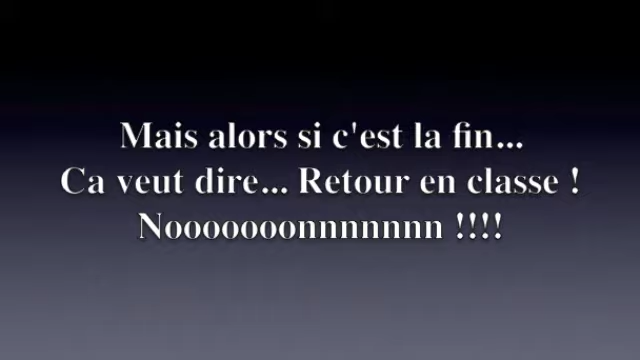 Mais alors si c'est la fin...
Ca veut dire... Retour en classe !
Nooooooonnnnnnn !!!!